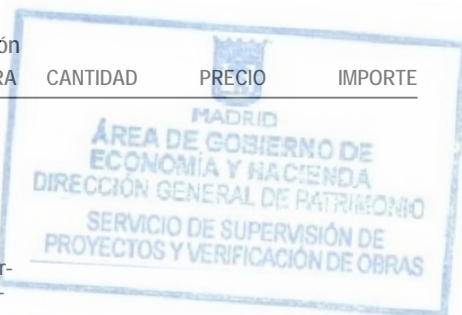 ón
RA CANTIDAD PRECIO IMPORTE
MADRID
ÁREA DE GOBIERNO DE
ECONOMÍA Y HACIENDA
DIRECCIÓN GENERAL DE PATRIMONIO
SERVICIO DE SUPERVISIÓN DE
PROYECTOS Y VERIFICACIÓN DE OBRAS
r-
-